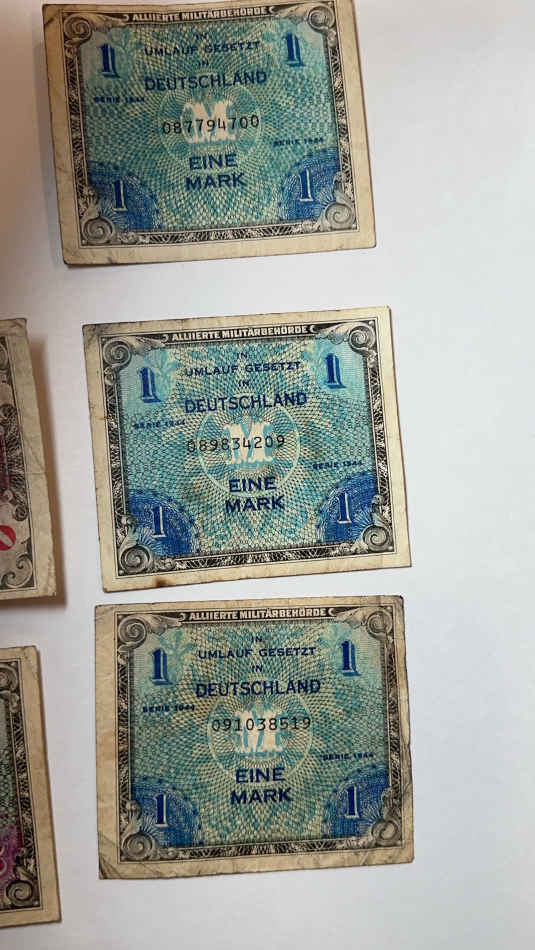 ALLIIERTE MILITÄRBEHÖRDE
IN
UMLAUF GESETZT
IN
DEUTSCHLAND
1 1
SERIE 1944
087794700
SERIE 1944
EINE
MARK
1 1
ALLIIERTE MILITÄRBEHÖRDE
IN
UMLAUF GESETZT
IN
DEUTSCHLAND
1 1
SERIE 1944
089834209
SERIE 1944
EINE
MARK
1 1
ALLIIERTE MILITÄRBEHÖRDE
IN
UMLAUF GESETZT
IN
DEUTSCHLAND
1 1
SERIE 1944
091038519
SERIE 1944
EINE
MARK
1 1